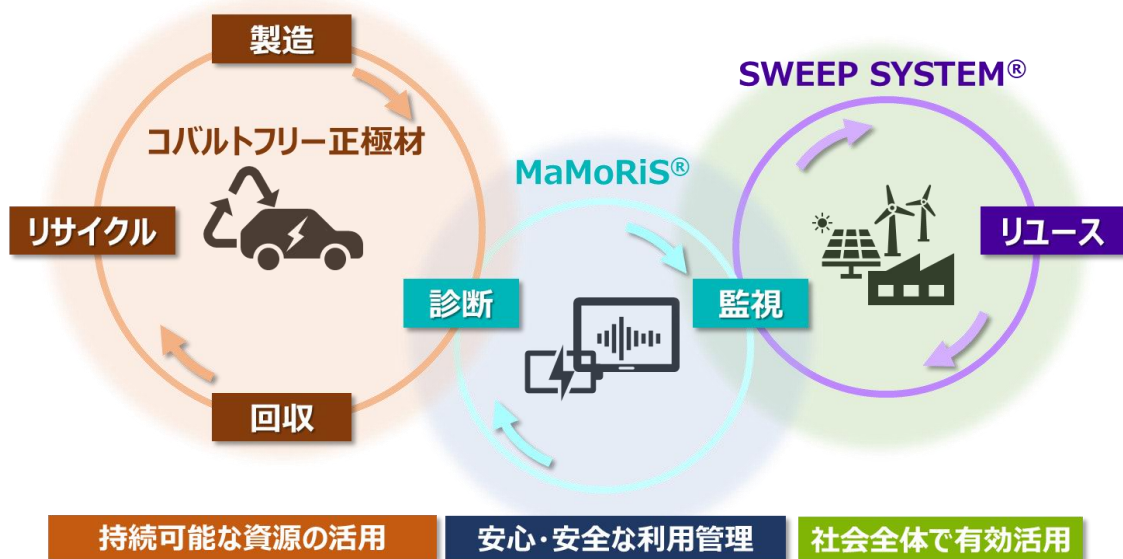 製造
SWEEP SYSTEM®
コバルトフリー正極材
MaMoRiS®
リサイクル
リユース
診断
監視
回収
持続可能な資源の活用
安心・安全な利用管理
社会全体で有効活用